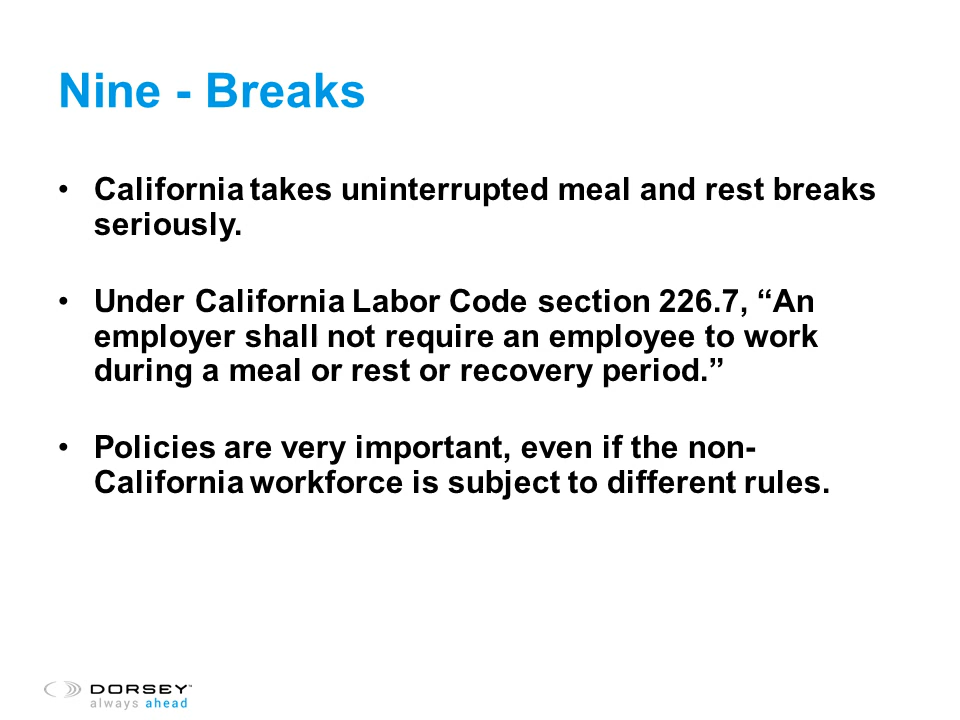 Nine - Breaks
• California takes uninterrupted meal and rest breaks
seriously.
• Under California Labor Code section 226.7, “An
employer shall not require an employee to work
during a meal or rest or recovery period.”
• Policies are very important, even if the non-
California workforce is subject to different rules.
DORSEY™
always ahead